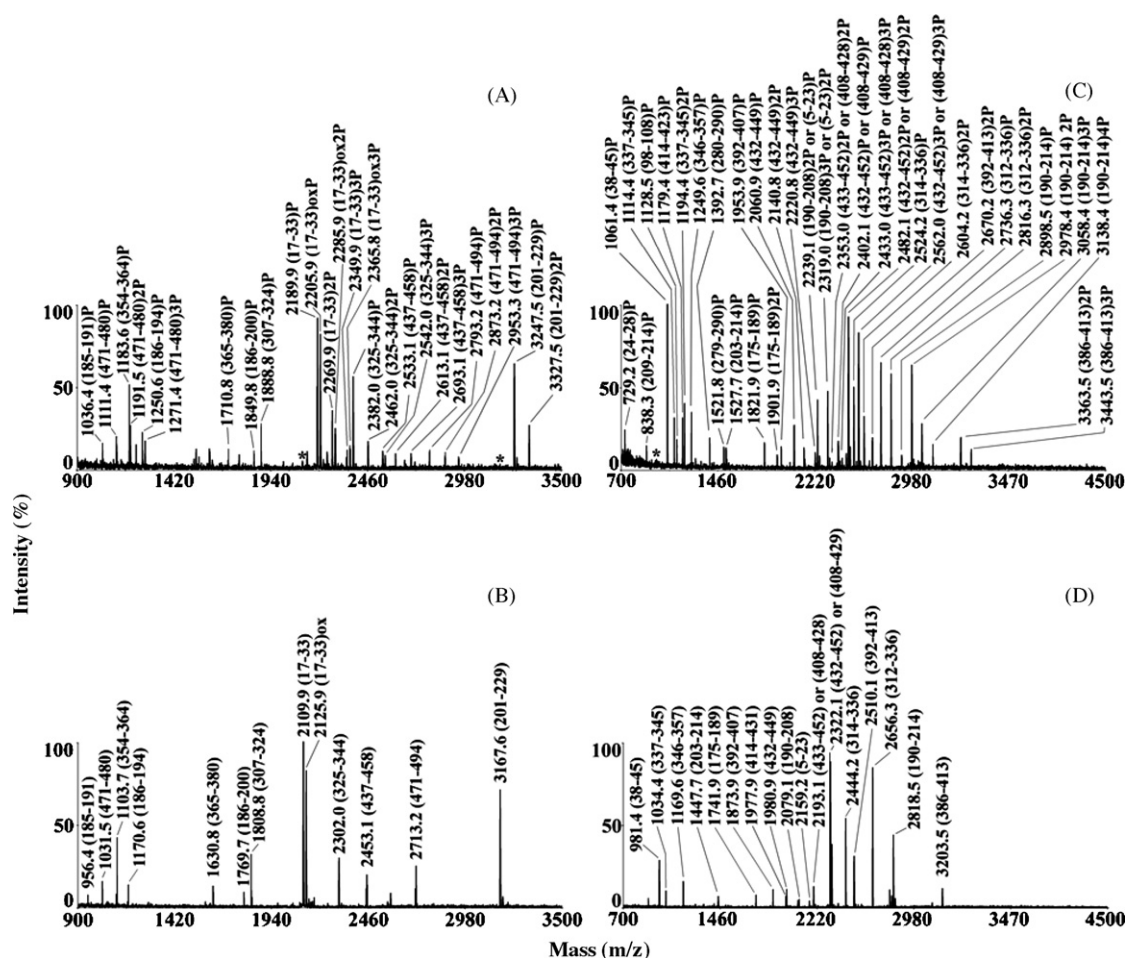 (A)
1036.4 (185-191)P
1111.4 (471-480)P
1183.6 (354-364)P
1191.5 (471-480)2P
1250.6 (186-194)P
1271.4 (471-480)3P
1710.8 (365-380)P
1849.8 (186-200)P
1888.8 (307-324)P
2189.9 (17-33)P
2205.9 (17-33)oxP
2269.9 (17-33)2P
2285.9 (17-33)ox2P
2349.9 (17-33)3P
2365.8 (17-33)ox3P
2382.0 (325-344)P
2462.0 (325-344)2P
2533.1 (437-458)P
2542.0 (325-344)3P
2613.1 (437-458)2P
2693.1 (437-458)3P
2793.2 (471-494)P
2873.2 (471-494)2P
2953.3 (471-494)3P
3247.5 (201-229)P
3327.5 (201-229)2P
100
50
0
*
*
900 1420 1940 2460 2980 3500
(C)
729.2 (24-28)P
838.3 (209-214)P
*
1061.4 (38-45)P
1114.4 (337-345)P
1128.5 (98-108)P
1179.4 (414-423)P
1194.4 (337-345)2P
1249.6 (346-357)P
1392.7 (280-290)P
1521.8 (279-290)P
1527.7 (203-214)P
1821.9 (175-189)P
1901.9 (175-189)2P
1953.9 (392-407)P
2060.9 (432-449)P
2140.8 (432-449)2P
2220.8 (432-449)3P
2239.1 (190-208)2P or (5-23)P
2319.0 (190-208)3P or (5-23)2P
2353.0 (433-452)2P or (408-428)2P
2402.1 (432-452)P or (408-429)P
2433.0 (433-452)3P or (408-428)3P
2482.1 (432-452)2P or (408-429)2P
2524.2 (314-336)P
2562.0 (432-452)3P or (408-429)3P
2604.2 (314-336)2P
2670.2 (392-413)2P
2736.3 (312-336)P
2816.3 (312-336)2P
2898.5 (190-214)P
2978.4 (190-214) 2P
3058.4 (190-214)3P
3138.4 (190-214)4P
3363.5 (386-413)2P
3443.5 (386-413)3P
100
50
0
700 1460 2220 2980 3470 4500
Intensity (%)
(B)
956.4 (185-191)
1031.5 (471-480)
1103.7 (354-364)
1170.6 (186-194)
1630.8 (365-380)
1769.7 (186-200)
1808.8 (307-324)
2109.9 (17-33)
2125.9 (17-33)ox
2302.0 (325-344)
2453.1 (437-458)
2713.2 (471-494)
3167.6 (201-229)
100
50
0
900 1420 1940 2460 2980 3500
(D)
981.4 (38-45)
1034.4 (337-345)
1169.6 (346-357)
1447.7 (203-214)
1741.9 (175-189)
1873.9 (392-407)
1977.9 (414-431)
1980.9 (432-449)
2079.1 (190-208)
2159.2 (5-23)
2193.1 (433-452) or (408-428)
2322.1 (432-452) or (408-429)
2444.2 (314-336)
2510.1 (392-413)
2656.3 (312-336)
2818.5 (190-214)
3203.5 (386-413)
100
50
0
700 1460 2220 2980 3470 4500
Mass (m/z)